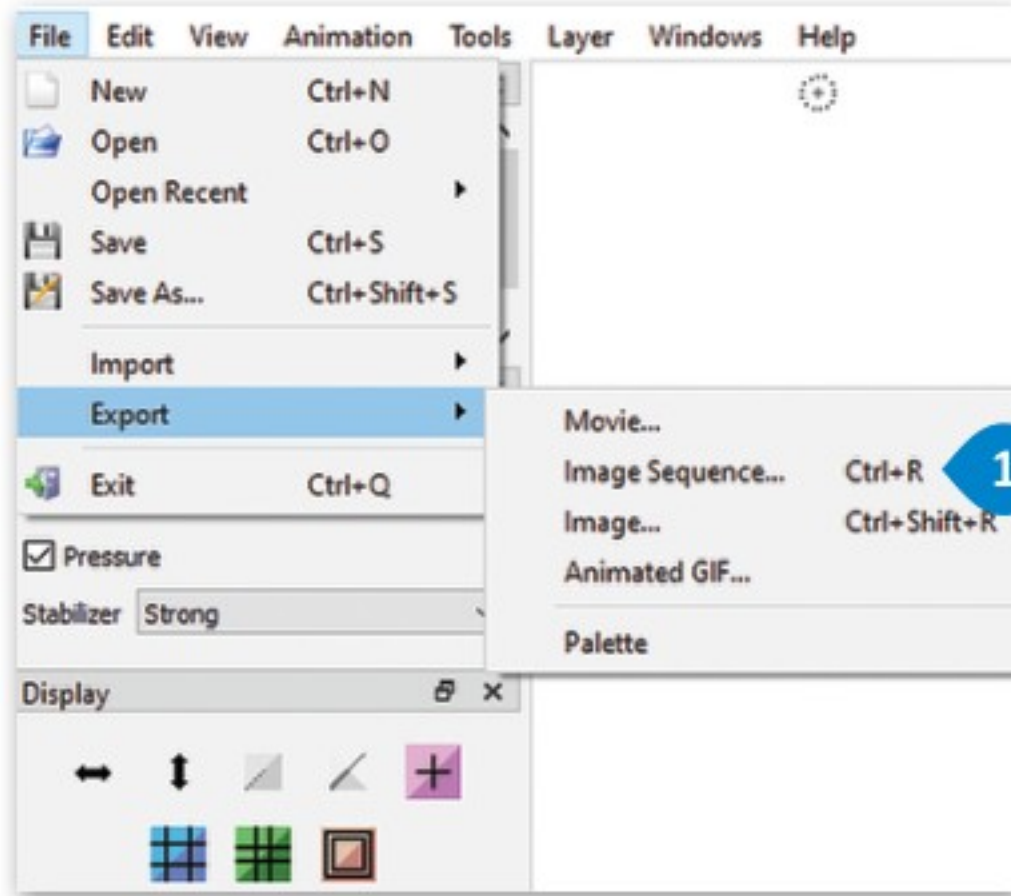 File Edit View Animation Tools Layer Windows Help
New Ctrl+N
Open Ctrl+O
Open Recent
Save Ctrl+S
Save As... Ctrl+Shift+S
Import
Export
Exit Ctrl+Q
Movie...
Image Sequence... Ctrl+R 1
Image... Ctrl+Shift+R
Animated GIF...
Palette
Pressure
Stabilizer Strong
Display